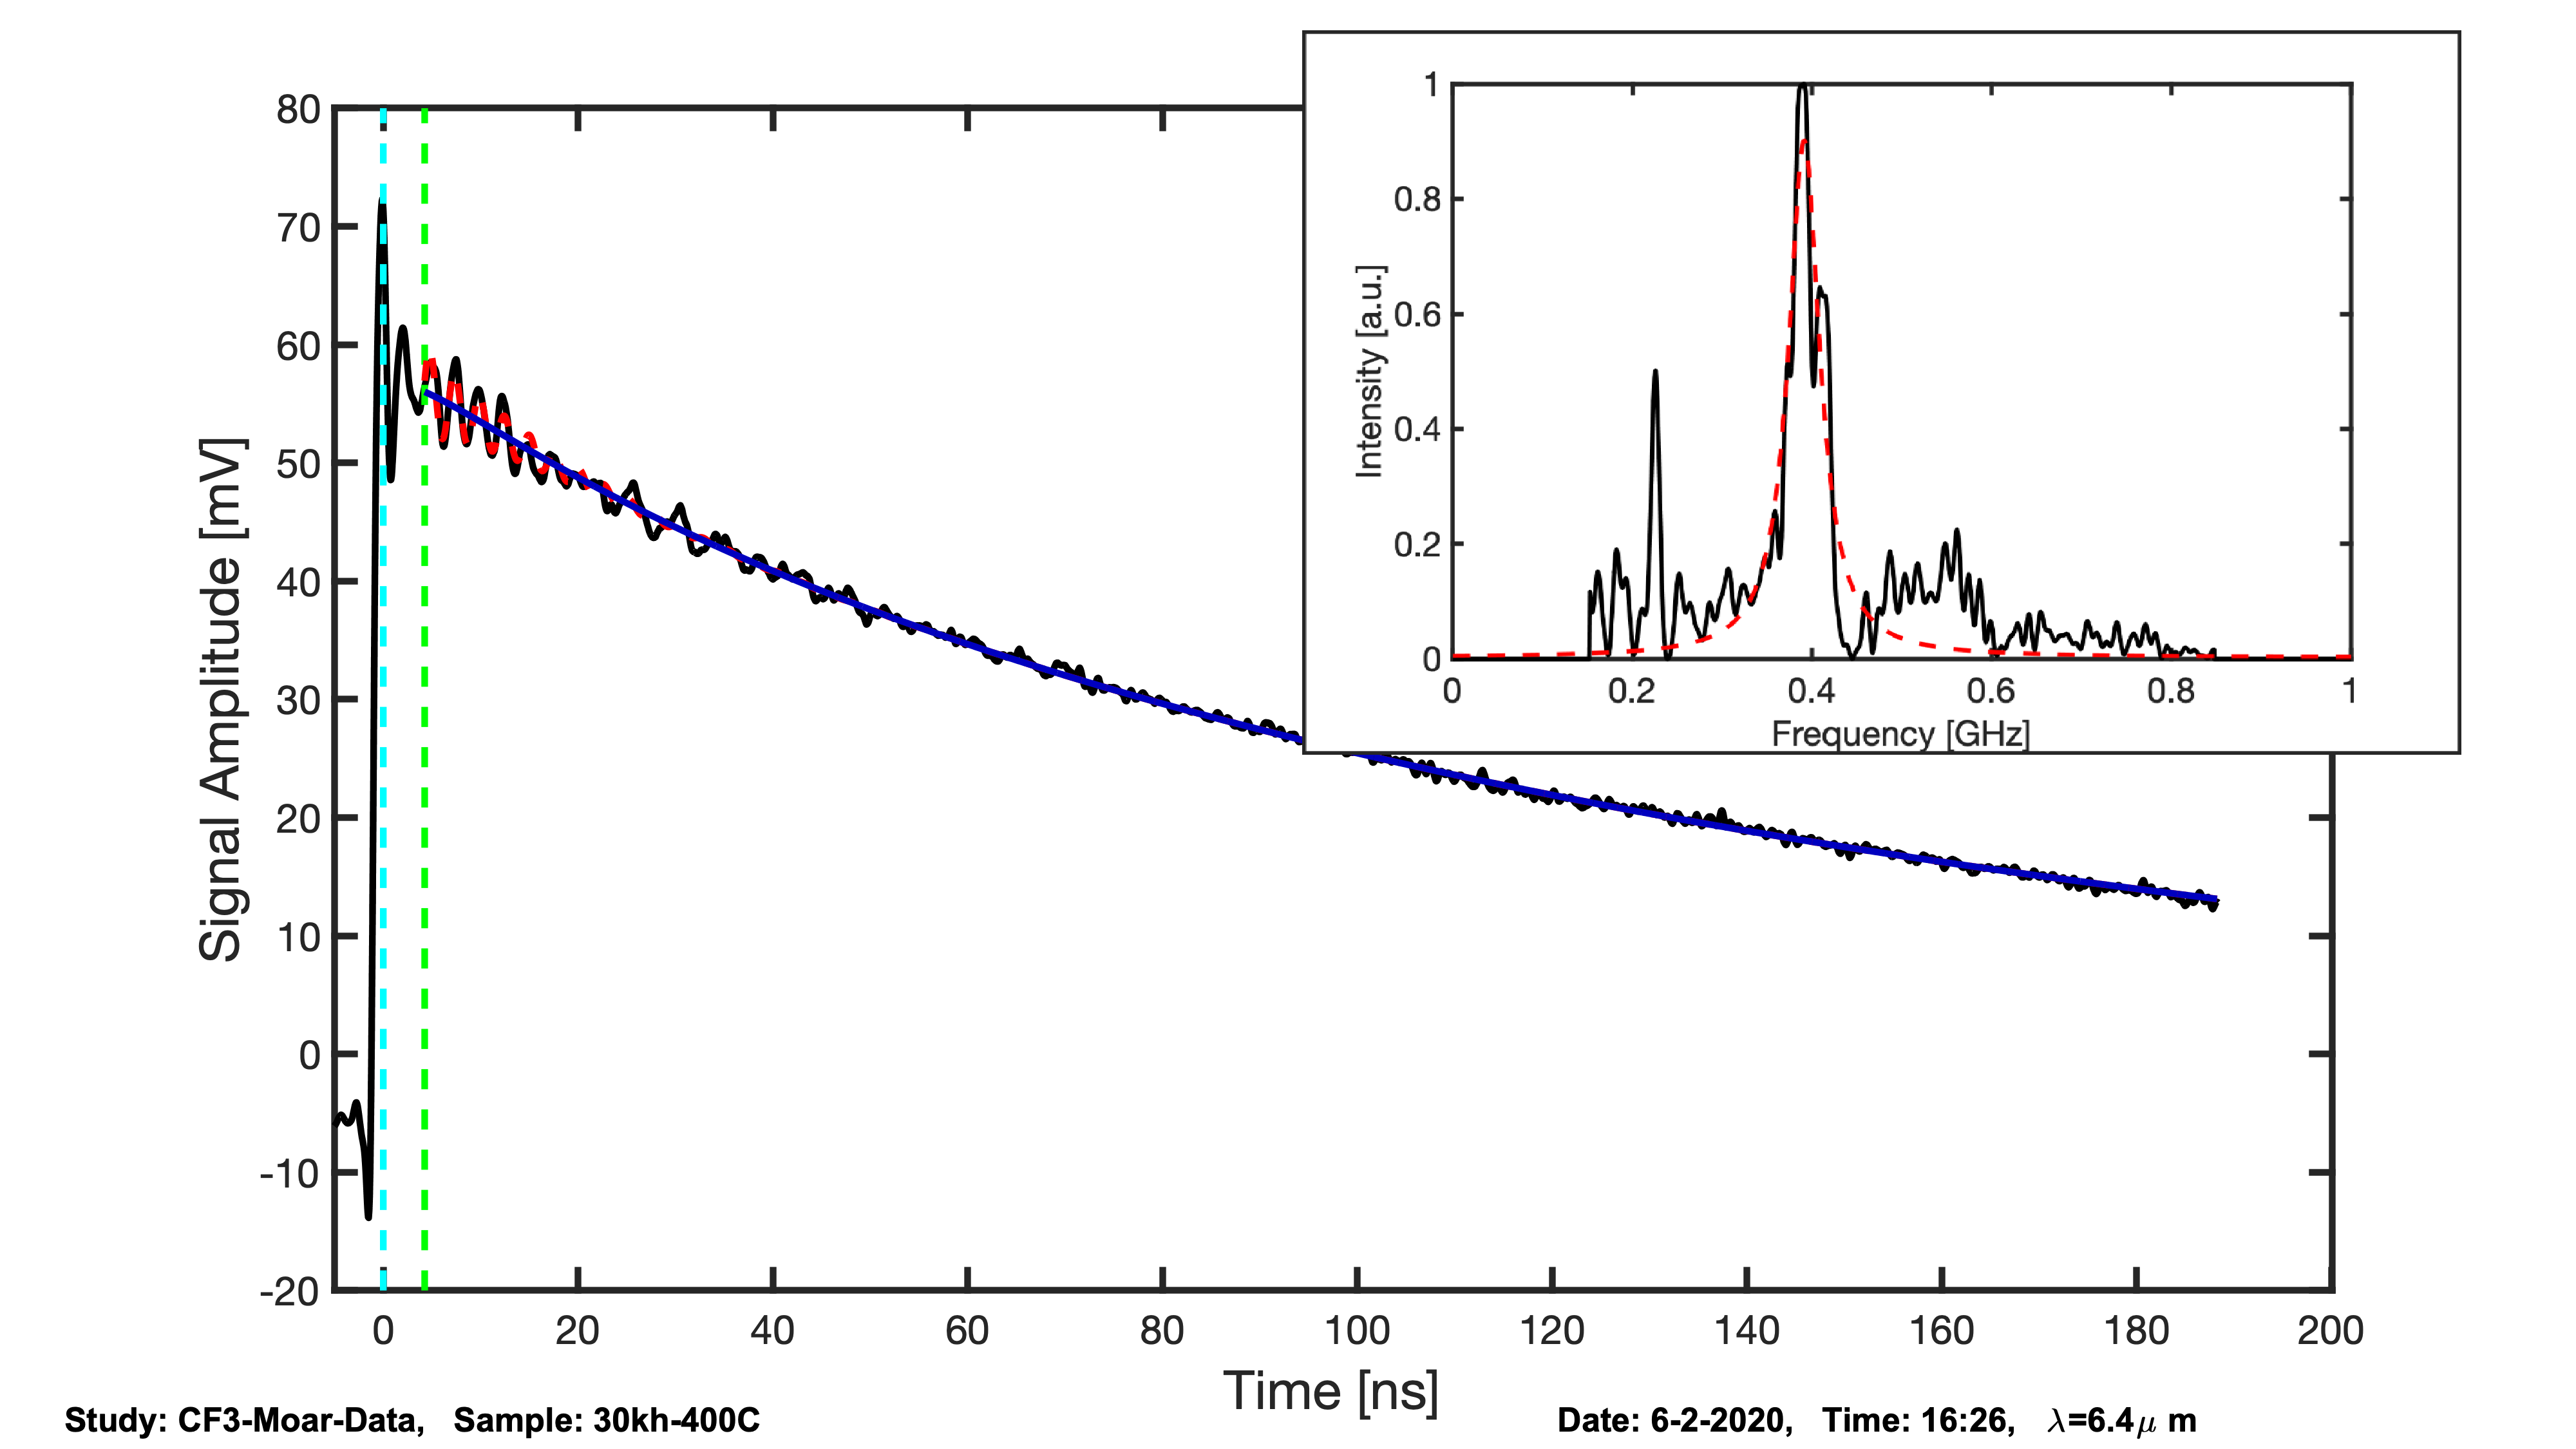 80
70
60
50
40
30
20
10
0
-10
-20
Signal Amplitude [mV]
0 20 40 60 80 100 120 140 160 180 200
Time [ns]
1
0.8
0.6
0.4
0.2
0
Intensity [a.u.]
0 0.2 0.4 0.6 0.8 1
Frequency [GHz]
Study: CF3-Moar-Data, Sample: 30kh-400C
Date: 6-2-2020, Time: 16:26, λ=6.4μ m